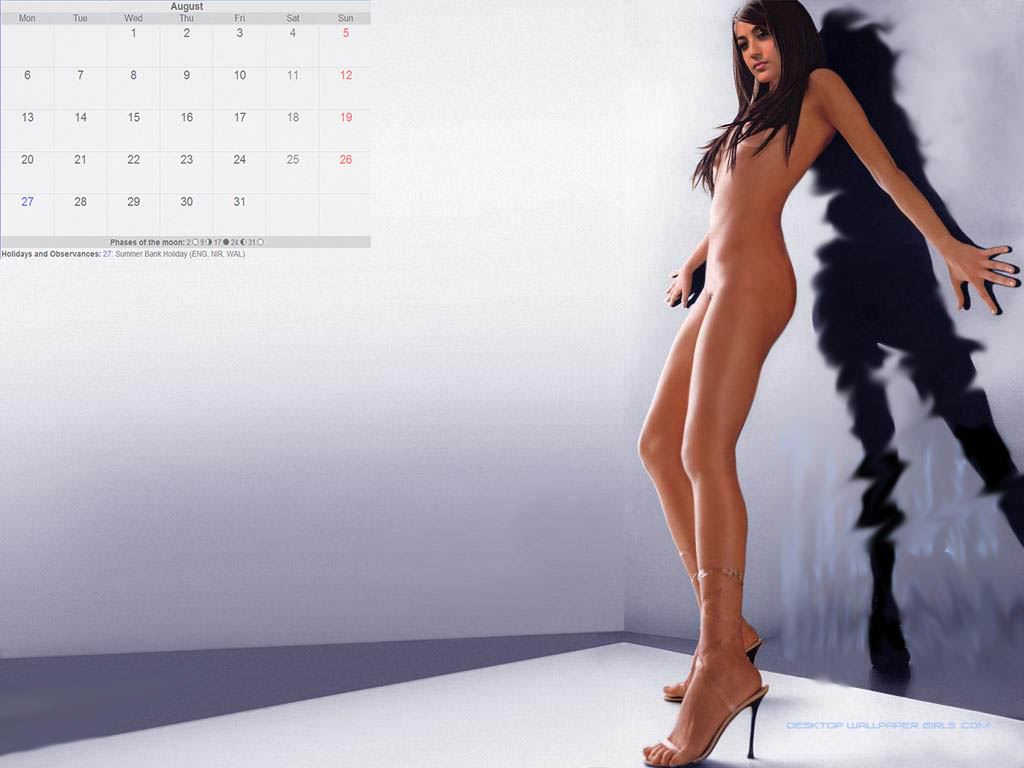 August
Mon Tue Wed Thu Fri Sat Sun
1 2 3 4 5
6 7 8 9 10 11 12
13 14 15 16 17 18 19
20 21 22 23 24 25 26
27 28 29 30 31
Phases of the moon: 2:○ 9:◑ 17:● 24:◐ 31:○
Holidays and Observances: 27: Summer Bank Holiday (ENG, NIR, WAL)
DESKTOP WALLPAPER GIRLS .COM